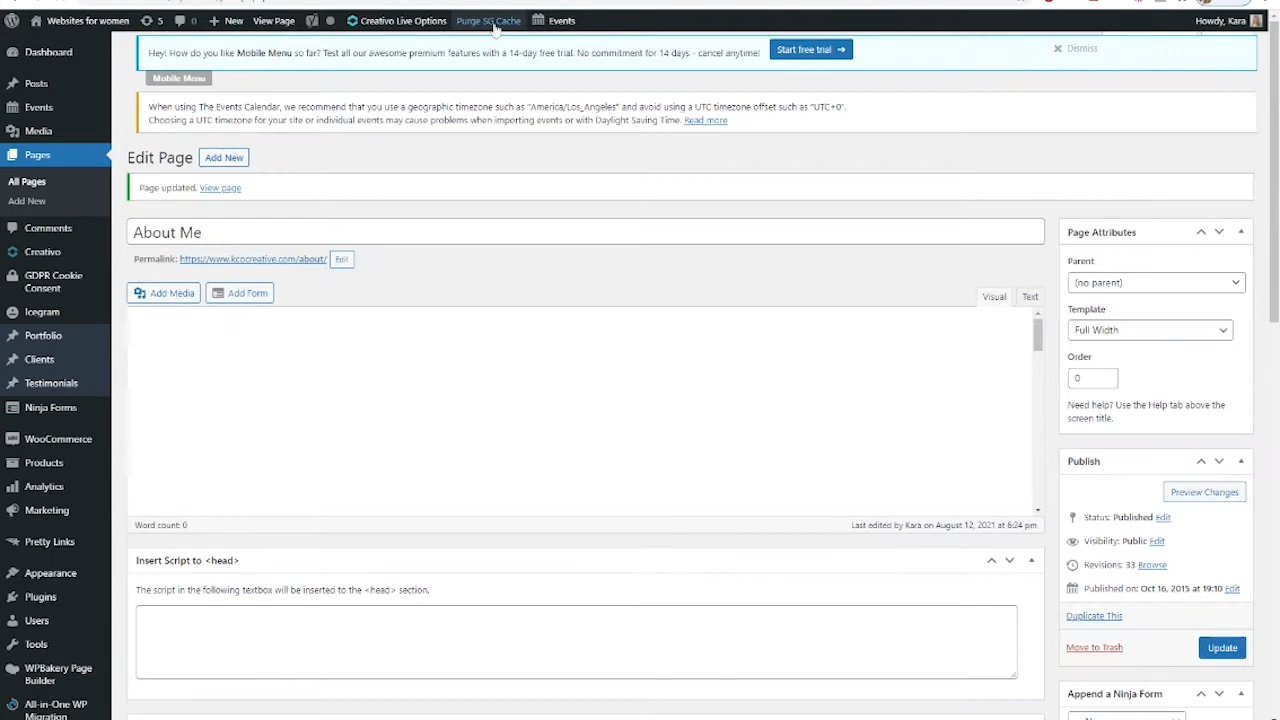 Websites for women
5
0
New
View Page
Creative Live Options
Purge SG Cache
Events
Howdy, Kara
Dashboard
Posts
Events
Media
Pages
All Pages
Add New
Comments
Creativo
GDPR Cookie
Consent
Icegram
Portfolio
Clients
Testimonials
Ninja Forms
WooCommerce
Products
Analytics
Marketing
Pretty Links
Appearance
Plugins
Users
Tools
WPBakery Page
Builder
All-in-One WP
Migration
Hey! How do you like Mobile Menu so far? Test all our awesome premium features with a 14-day free trial. No commitment for 14 days - cancel anytime!
Start free trial →
Dismiss
Mobile Menu
When using The Events Calendar, we recommend that you use a geographic timezone such as "America/Los_Angeles" and avoid using a UTC timezone offset such as "UTC+0".
Choosing a UTC timezone for your site or individual events may cause problems when importing events or with Daylight Saving Time. Read more
Edit Page
Add New
Page updated. View page
About Me
Permalink: https://www.kcocreative.com/about/ Edit
Add Media
Add Form
Visual
Text
Word count: 0
Last edited by Kara on August 12, 2021 at 6:24 pm
Insert Script to <head>
The script in the following textbox will be inserted to the <head> section.
Page Attributes
Parent
(no parent)
Template
Full Width
Order
0
Need help? Use the Help tab above the
screen title.
Publish
Preview Changes
Status: Published Edit
Visibility: Public Edit
Revisions: 33 Browse
Published on: Oct 16, 2015 at 19:10 Edit
Duplicate This
Move to Trash
Update
Append a Ninja Form